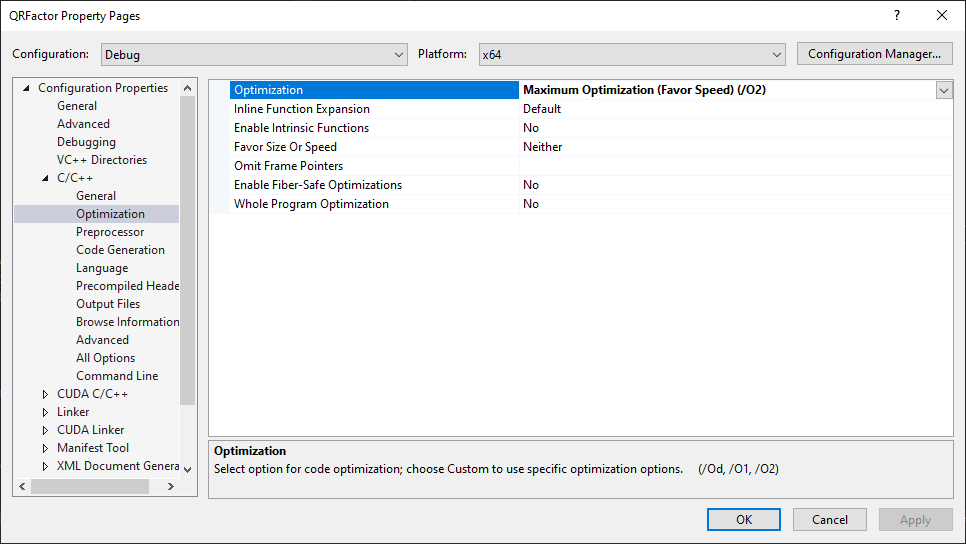 QRFactor Property Pages
?
Configuration: Debug Platform: x64 Configuration Manager...
Configuration Properties
General
Advanced
Debugging
VC++ Directories
C/C++
General
Optimization
Preprocessor
Code Generation
Language
Precompiled Heade
Output Files
Browse Information
Advanced
All Options
Command Line
CUDA C/C++
Linker
CUDA Linker
Manifest Tool
XML Document Genera
Optimization Maximum Optimization (Favor Speed) (/O2)
Inline Function Expansion Default
Enable Intrinsic Functions No
Favor Size Or Speed Neither
Omit Frame Pointers
Enable Fiber-Safe Optimizations No
Whole Program Optimization No
Optimization
Select option for code optimization; choose Custom to use specific optimization options. (/Od, /O1, /O2)
OK Cancel Apply